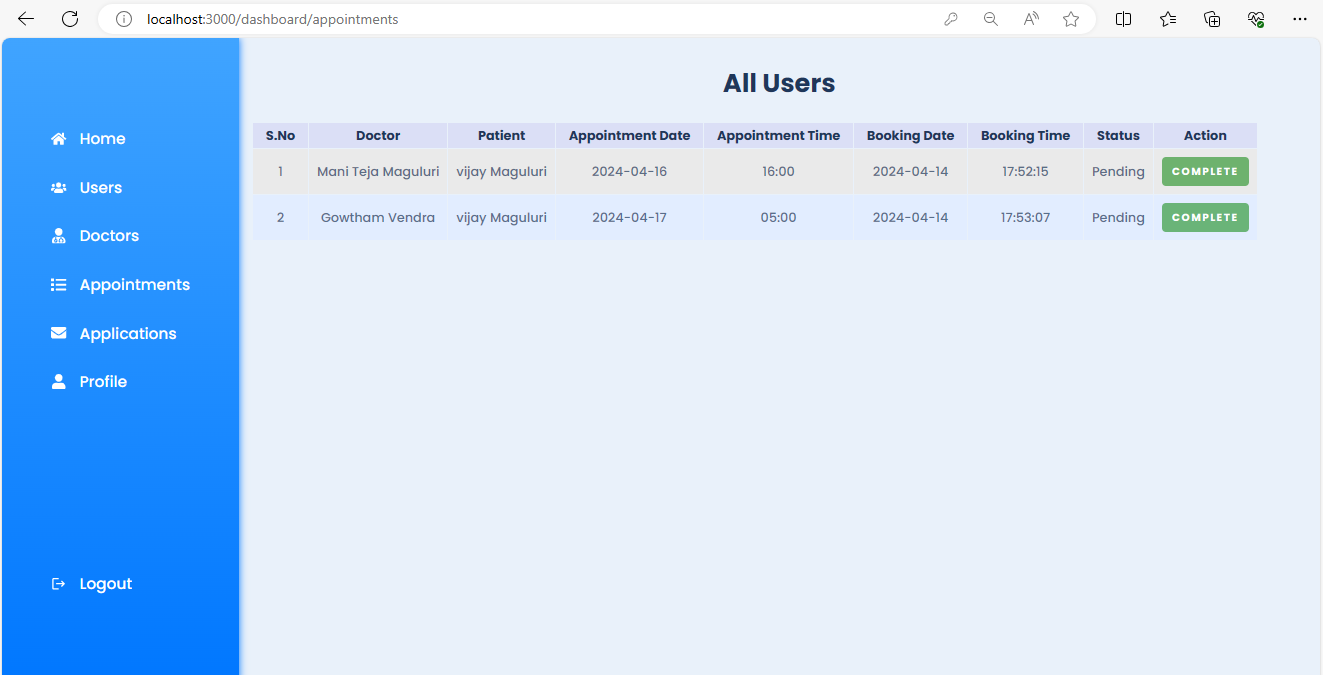 localhost:3000/dashboard/appointments
Home
Users
Doctors
Appointments
Applications
Profile
Logout
All Users
S.No Doctor Patient Appointment Date Appointment Time Booking Date Booking Time Status Action
1 Mani Teja Maguluri vijay Maguluri 2024-04-16 16:00 2024-04-14 17:52:15 Pending COMPLETE
2 Gowtham Vendra vijay Maguluri 2024-04-17 05:00 2024-04-14 17:53:07 Pending COMPLETE